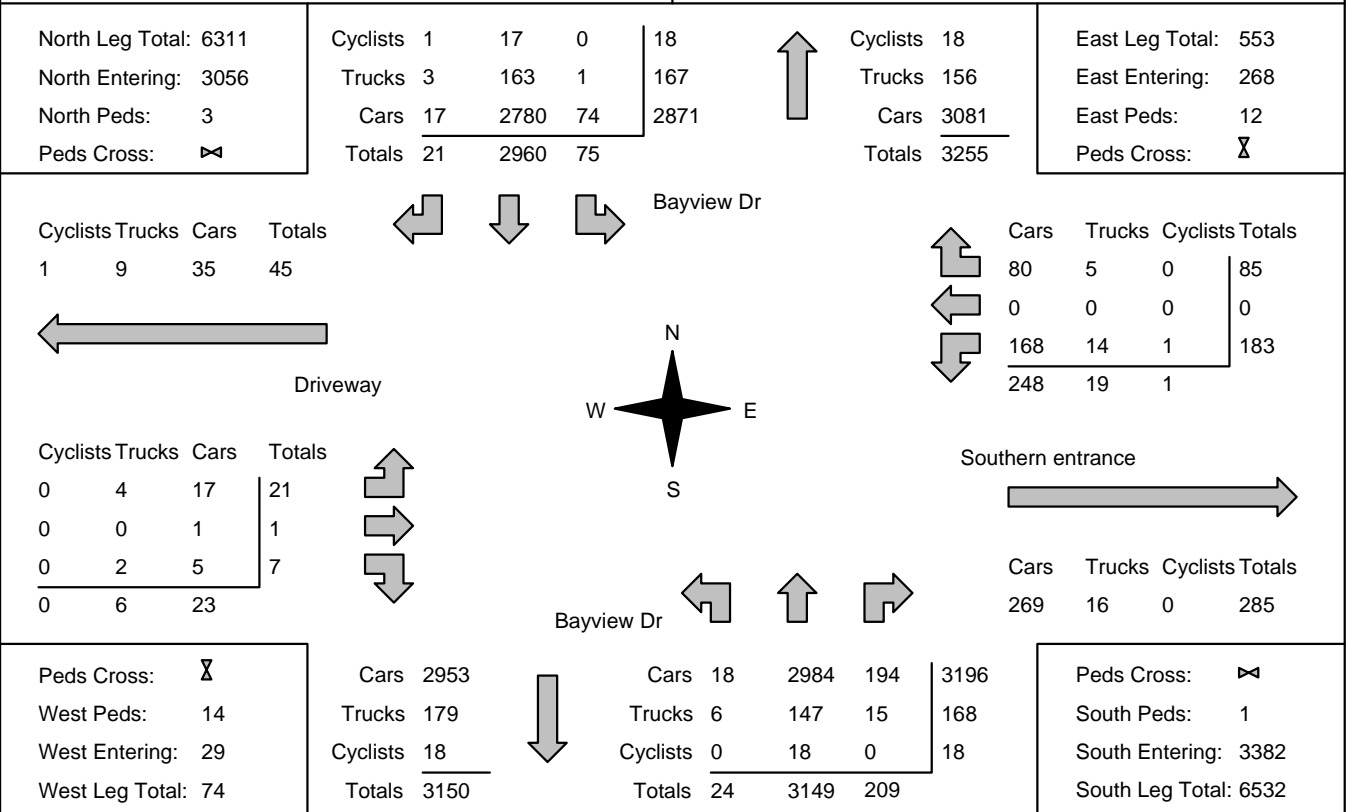 North Leg Total: 6311
North Entering: 3056
North Peds: 3
Peds Cross:
Cyclists 1 17 0 18
Trucks 3 163 1 167
Cars 17 2780 74 2871
Totals 21 2960 75
Cyclists 18
Trucks 156
Cars 3081
Totals 3255
East Leg Total: 553
East Entering: 268
East Peds: 12
Peds Cross:
Bayview Dr
Cyclists Trucks Cars Totals
1 9 35 45
Cars Trucks Cyclists Totals
80 5 0 85
0 0 0 0
168 14 1 183
248 19 1
Driveway
N
W E
S
Cyclists Trucks Cars Totals
0 4 17 21
0 0 1 1
0 2 5 7
0 6 23
Southern entrance
Cars Trucks Cyclists Totals
269 16 0 285
Bayview Dr
Peds Cross:
West Peds: 14
West Entering: 29
West Leg Total: 74
Cars 2953
Trucks 179
Cyclists 18
Totals 3150
Cars 18 2984 194 3196
Trucks 6 147 15 168
Cyclists 0 18 0 18
Totals 24 3149 209
Peds Cross:
South Peds: 1
South Entering: 3382
South Leg Total: 6532